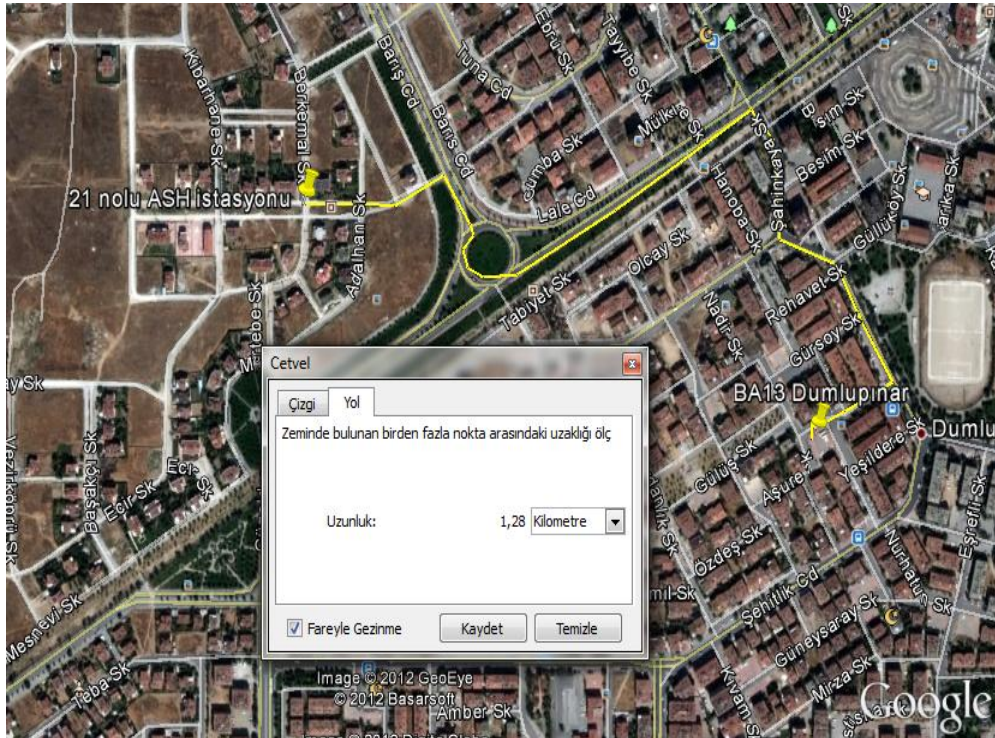 Kibarhane Sk
Berkemal Sk
Barış Cd
Barış Cd
Tuna Cd
Ebru Sk
Tayyibe Sk
Mülkiye Sk
Cumba Sk
Lale Cd
Şahinkaya Sk
Besim Sk
Hanoba Sk
Güllüköy Sk
21 nolu ASH istasyonu
Adalhan Sk
Olcay Sk
Tabiyet Sk
Nadir Sk
Rehavet Sk
Gürsoy Sk
Cetvel
Çizgi
Yol
Zeminde bulunan birden fazla nokta arasındaki uzaklığı ölç
Uzunluk:
1,28
Kilometre
Fareyle Gezinme
Kaydet
Temizle
BA13 Dumlupınar
Dumlu
Yeşildere Sk
Gülüş Sk
Aşure
Başakçı Sk
Ecir Sk
Ecir Sk
Vezirköprü Sk
Özdeş Sk
Nurhatun Sk
Eşrefli Sk
Şehitlik Cd
Güneysaray Sk
Mirza Sk
Kıvam Sk
Mesnevi Sk
Taba Sk
Amber Sk
Image © 2012 GeoEye
© 2012 Basarsoft
Google